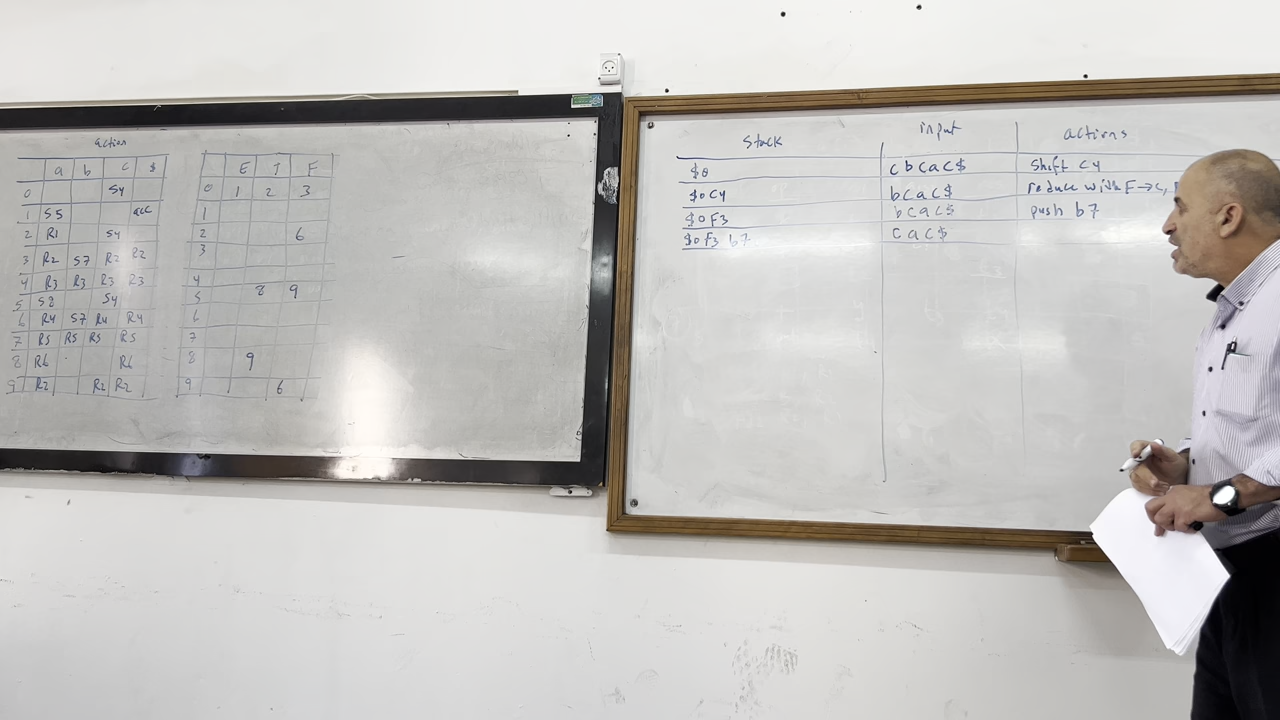 action
a b c $
0 S4
1 S5 acc
2 R1 S4
3 R2 S7 R2 R2
4 R3 R3 R3 R3
5 S8 S4
6 R4 S7 R4 R4
7 R5 R5 R5 R5
8 R6 R6
9 R2 R2 R2
E T F
0 1 2 3
1
2 6
3
4
5 8 9
6
7
8 9
9 6
Stack input actions
$0 cbcac$ shift c4
$0c4 bcac$ reduce with F→c,
$0F3 bcac$ push b7
$0F3 b7 cac$